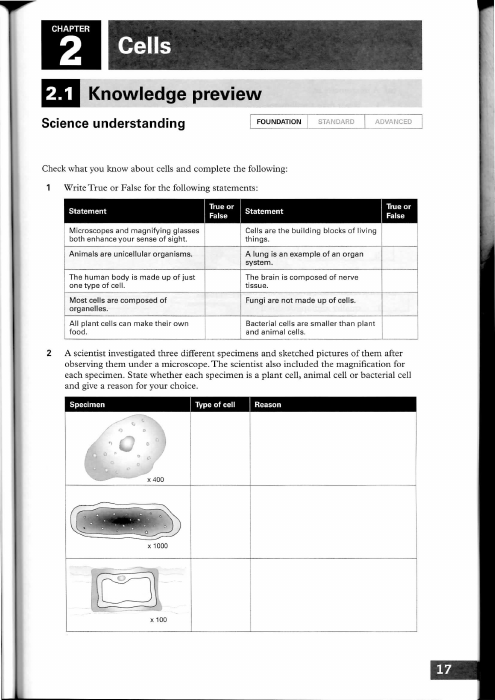 CHAPTER
2
Cells
2.1 Knowledge preview
Science understanding
FOUNDATION STANDARD ADVANCED
Check what you know about cells and complete the following:
1 Write True or False for the following statements:
Statement
True or
False
Statement
True or
False
Microscopes and magnifying glasses
both enhance your sense of sight.
Cells are the building blocks of living
things.
Animals are unicellular organisms.
A lung is an example of an organ
system.
The human body is made up of just
one type of cell.
The brain is composed of nerve
tissue.
Most cells are composed of
organelles.
Fungi are not made up of cells.
All plant cells can make their own
food.
Bacterial cells are smaller than plant
and animal cells.
2 A scientist investigated three different specimens and sketched pictures of them after
observing them under a microscope. The scientist also included the magnification for
each specimen. State whether each specimen is a plant cell, animal cell or bacterial cell
and give a reason for your choice.
Specimen Type of cell Reason
x 400
x 1000
x 100
17